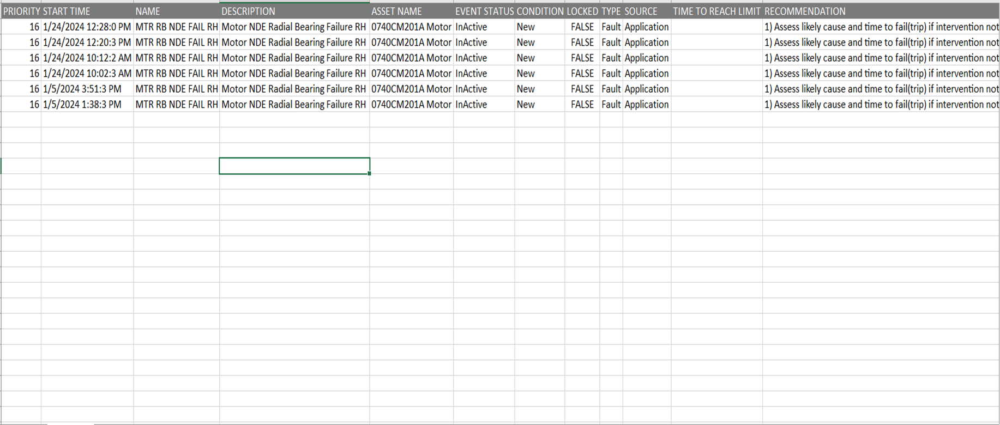 PRIORITY START TIME NAME DESCRIPTION ASSET NAME EVENT STATUS CONDITION LOCKED TYPE SOURCE TIME TO REACH LIMIT RECOMMENDATION
16 1/24/2024 12:28:0 PM MTR RB NDE FAIL RH Motor NDE Radial Bearing Failure RH 0740CM201A Motor InActive New FALSE Fault Application 1) Assess likely cause and time to fail(trip) if intervention not
16 1/24/2024 12:20:3 PM MTR RB NDE FAIL RH Motor NDE Radial Bearing Failure RH 0740CM201A Motor InActive New FALSE Fault Application 1) Assess likely cause and time to fail(trip) if intervention not
16 1/24/2024 10:12:2 AM MTR RB NDE FAIL RH Motor NDE Radial Bearing Failure RH 0740CM201A Motor InActive New FALSE Fault Application 1) Assess likely cause and time to fail(trip) if intervention not
16 1/24/2024 10:02:3 AM MTR RB NDE FAIL RH Motor NDE Radial Bearing Failure RH 0740CM201A Motor InActive New FALSE Fault Application 1) Assess likely cause and time to fail(trip) if intervention not
16 1/5/2024 3:51:3 PM MTR RB NDE FAIL RH Motor NDE Radial Bearing Failure RH 0740CM201A Motor InActive New FALSE Fault Application 1) Assess likely cause and time to fail(trip) if intervention not
16 1/5/2024 1:38:3 PM MTR RB NDE FAIL RH Motor NDE Radial Bearing Failure RH 0740CM201A Motor InActive New FALSE Fault Application 1) Assess likely cause and time to fail(trip) if intervention not